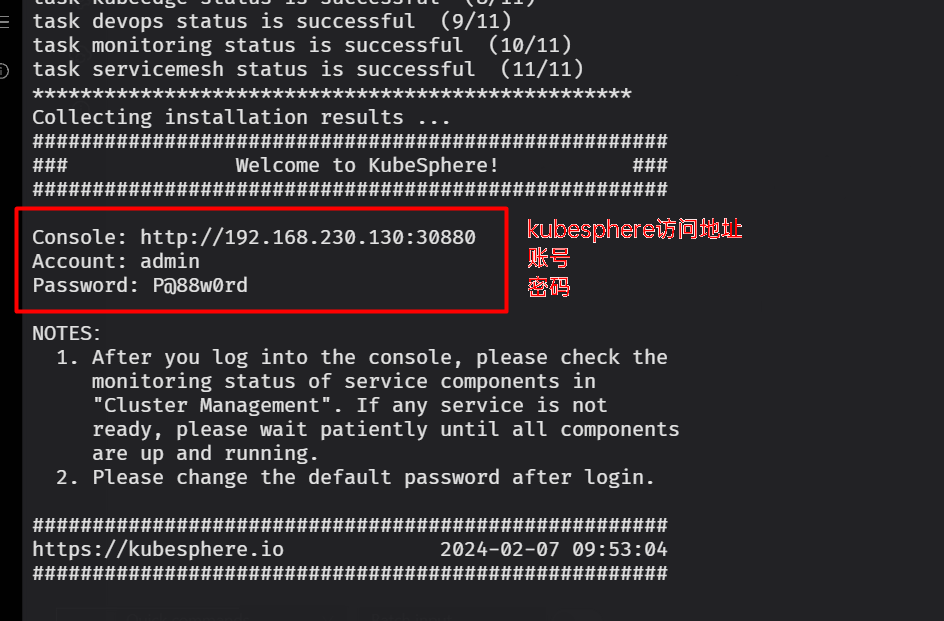 task kubeedge status is successful  (8/11)
task devops status is successful  (9/11)
task monitoring status is successful  (10/11)
task servicemesh status is successful  (11/11)
**************************************************
Collecting installation results ...
#####################################################
###              Welcome to KubeSphere!           ###
#####################################################
Console: http://192.168.230.130:30880
kubesphere访问地址
Account: admin
账号
Password: P@88w0rd
密码
NOTES:
1. After you log into the console, please check the
monitoring status of service components in
"Cluster Management". If any service is not
ready, please wait patiently until all components
are up and running.
2. Please change the default password after login.
#####################################################
https://kubesphere.io             2024-02-07 09:53:04
#####################################################